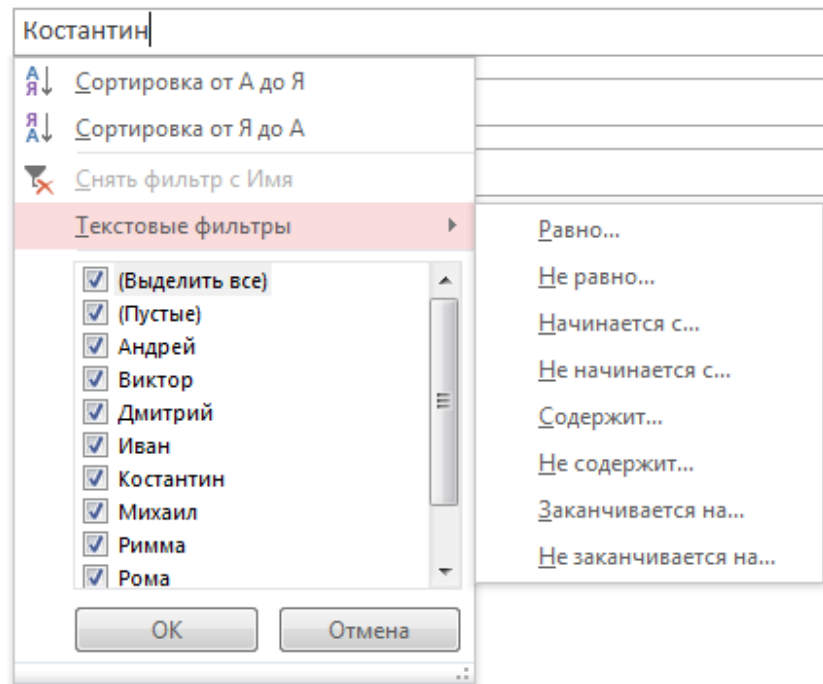 Костантин
Сортировка от А до Я
Сортировка от Я до А
Снять фильтр с Имя
Текстовые фильтры
(Выделить все)
(Пустые)
Андрей
Виктор
Дмитрий
Иван
Костантин
Михаил
Римма
Рома
ОК
Отмена
Равно...
Не равно...
Начинается с...
Не начинается с...
Содержит...
Не содержит...
Заканчивается на...
Не заканчивается на...